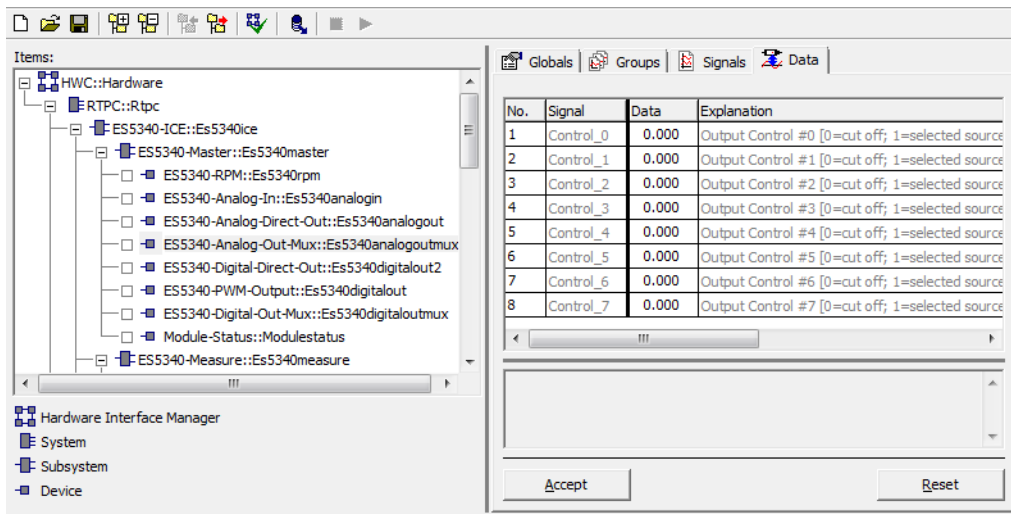 Items:
HWC::Hardware
RTPC::Rtpc
ES5340-ICE::Es5340ice
ES5340-Master::Es5340master
ES5340-RPM::Es5340rpm
ES5340-Analog-In::Es5340analogin
ES5340-Analog-Direct-Out::Es5340analogout
ES5340-Analog-Out-Mux::Es5340analogoutmux
ES5340-Digital-Direct-Out::Es5340digitalout2
ES5340-PWM-Output::Es5340digitalout
ES5340-Digital-Out-Mux::Es5340digitaloutmux
Module-Status::Modulestatus
ES5340-Measure::Es5340measure
Hardware Interface Manager
System
Subsystem
Device
Globals Groups Signals Data
No. Signal Data Explanation
1 Control_0 0.000 Output Control #0 [0=cut off; 1=selected source
2 Control_1 0.000 Output Control #1 [0=cut off; 1=selected source
3 Control_2 0.000 Output Control #2 [0=cut off; 1=selected source
4 Control_3 0.000 Output Control #3 [0=cut off; 1=selected source
5 Control_4 0.000 Output Control #4 [0=cut off; 1=selected source
6 Control_5 0.000 Output Control #5 [0=cut off; 1=selected source
7 Control_6 0.000 Output Control #6 [0=cut off; 1=selected source
8 Control_7 0.000 Output Control #7 [0=cut off; 1=selected source
Accept Reset